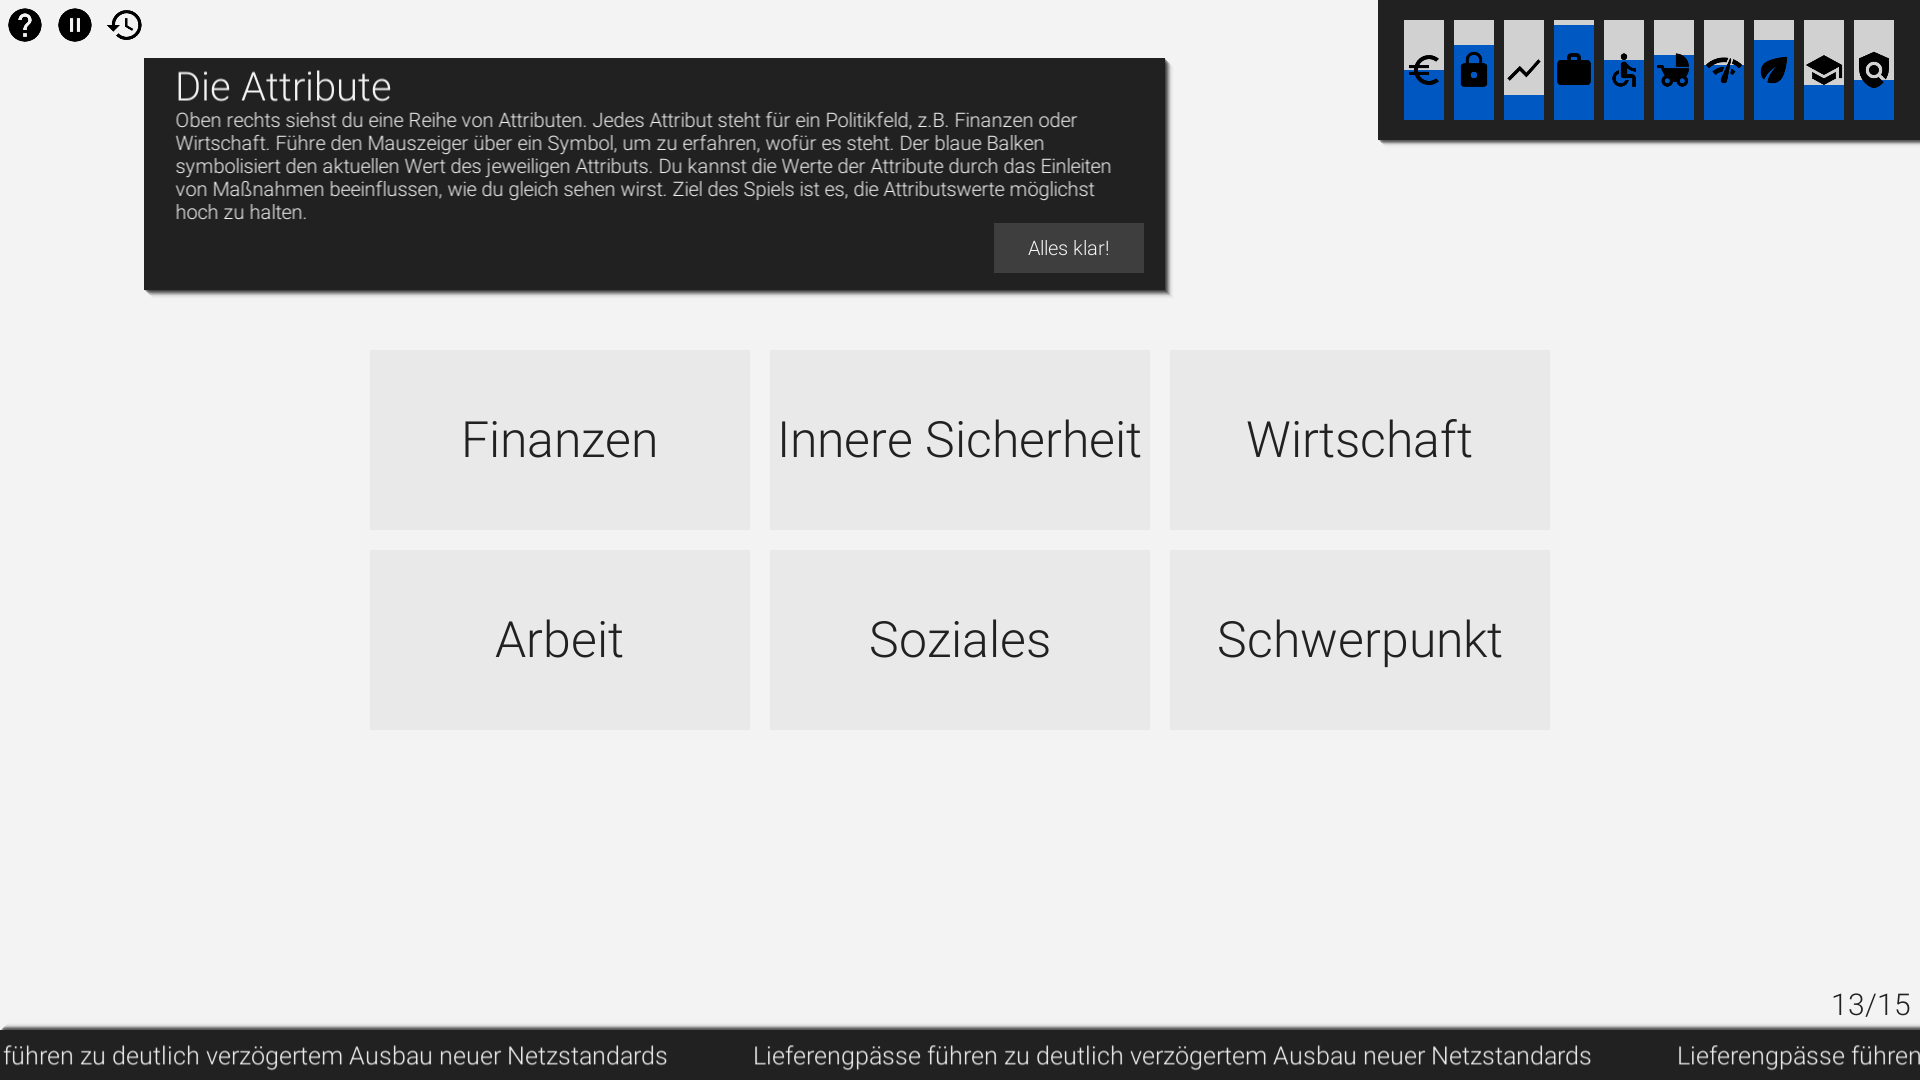 Die Attribute
Oben rechts siehst du eine Reihe von Attributen. Jedes Attribut steht für ein Politikfeld, z.B. Finanzen oder
Wirtschaft. Führe den Mauszeiger über ein Symbol, um zu erfahren, wofür es steht. Der blaue Balken
symbolisiert den aktuellen Wert des jeweiligen Attributs. Du kannst die Werte der Attribute durch das Einleiten
von Maßnahmen beeinflussen, wie du gleich sehen wirst. Ziel des Spiels ist es, die Attributswerte möglichst
hoch zu halten.
Alles klar!
Finanzen
Innere Sicherheit
Wirtschaft
Arbeit
Soziales
Schwerpunkt
13/15
führen zu deutlich verzögertem Ausbau neuer Netzstandards
Lieferengpässe führen zu deutlich verzögertem Ausbau neuer Netzstandards
Lieferengpässe führen